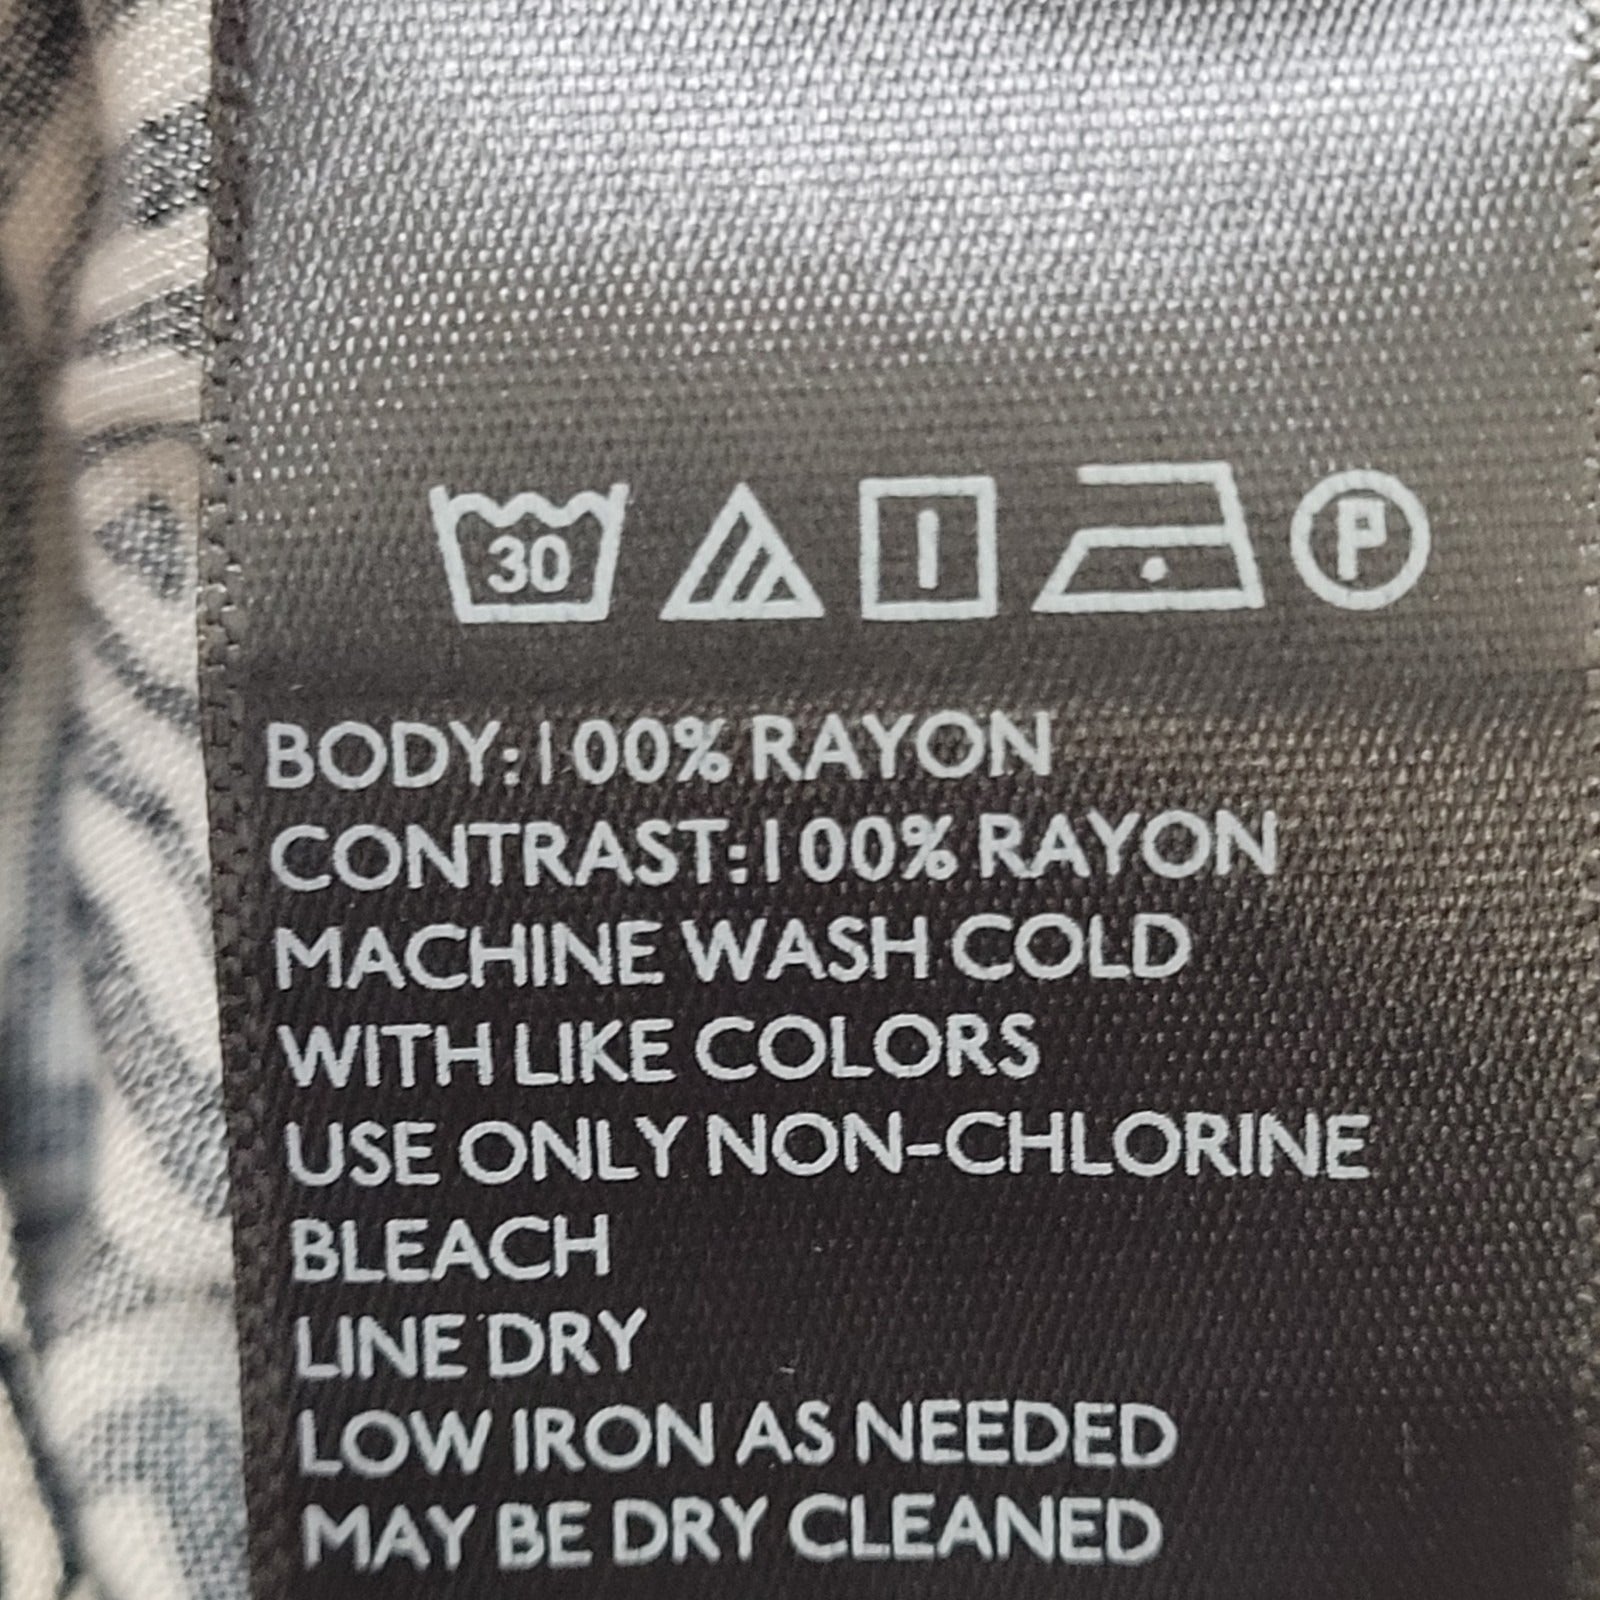 30 P
BODY:100% RAYON
CONTRAST:100% RAYON
MACHINE WASH COLD
WITH LIKE COLORS
USE ONLY NON-CHLORINE
BLEACH
LINE DRY
LOW IRON AS NEEDED
MAY BE DRY CLEANED